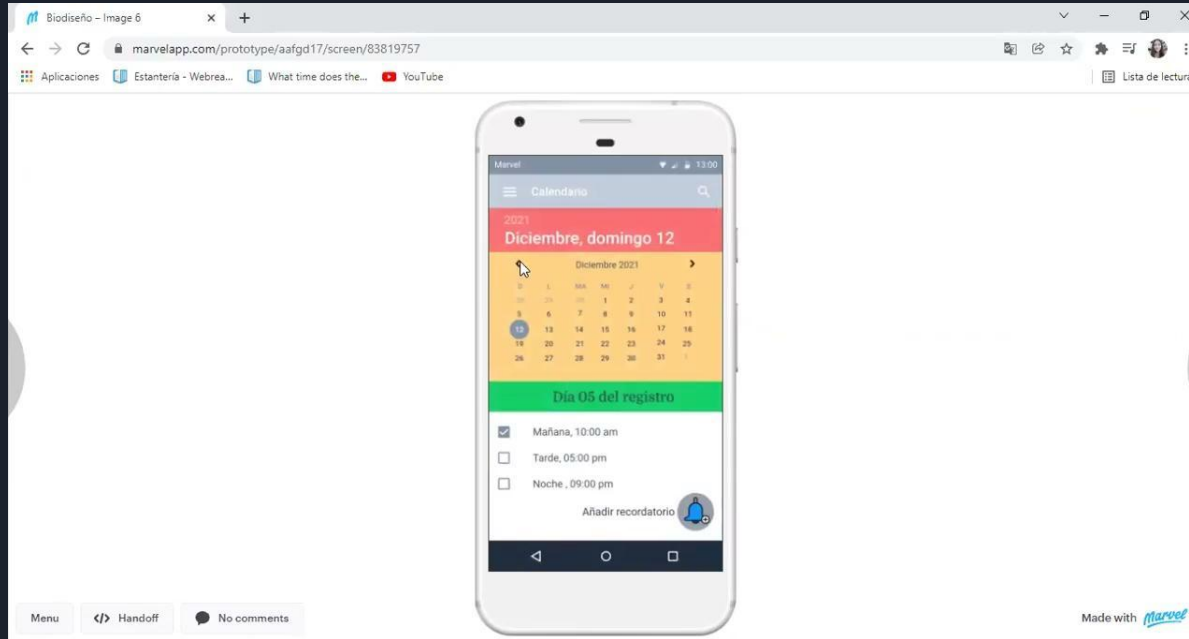 Biodiseño – Image 6
marvelapp.com/prototype/aafgd17/screen/83819757
Aplicaciones Estantería - Webrea... What time does the... YouTube Lista de lectura
Marvel 13:00
Calendario
2021
Diciembre, domingo 12
Diciembre 2021
D L MA MI J V S
1 2 3 4
5 6 7 8 9 10 11
12 13 14 15 16 17 18
19 20 21 22 23 24 25
26 27 28 29 30 31 1
Día 05 del registro
Mañana, 10:00 am
Tarde, 05:00 pm
Noche , 09:00 pm
Añadir recordatorio
Menu </> Handoff No comments Made with Marvel